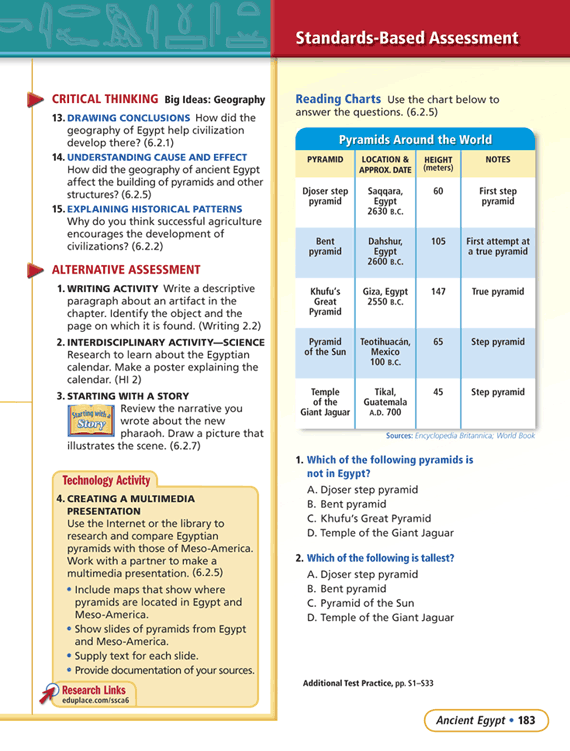 Standards-Based Assessment
CRITICAL THINKING Big Ideas: Geography
13. DRAWING CONCLUSIONS How did the
geography of Egypt help civilization
develop there? (6.2.1)
14. UNDERSTANDING CAUSE AND EFFECT
How did the geography of ancient Egypt
affect the building of pyramids and other
structures? (6.2.5)
15. EXPLAINING HISTORICAL PATTERNS
Why do you think successful agriculture
encourages the development of
civilizations? (6.2.2)
ALTERNATIVE ASSESSMENT
1. WRITING ACTIVITY Write a descriptive
paragraph about an artifact in the
chapter. Identify the object and the
page on which it is found. (Writing 2.2)
2. INTERDISCIPLINARY ACTIVITY—SCIENCE
Research to learn about the Egyptian
calendar. Make a poster explaining the
calendar. (HI 2)
3. STARTING WITH A STORY
Starting with a
Story
Review the narrative you
wrote about the new
pharaoh. Draw a picture that
illustrates the scene. (6.2.7)
Technology Activity
4. CREATING A MULTIMEDIA
PRESENTATION
Use the Internet or the library to
research and compare Egyptian
pyramids with those of Meso-America.
Work with a partner to make a
multimedia presentation. (6.2.5)
• Include maps that show where
pyramids are located in Egypt and
Meso-America.
• Show slides of pyramids from Egypt
and Meso-America.
• Supply text for each slide.
• Provide documentation of your sources.
Research Links
eduplace.com/ssca6
Reading Charts Use the chart below to
answer the questions. (6.2.5)
Pyramids Around the World
PYRAMID LOCATION & HEIGHT NOTES
APPROX. DATE (meters)
Djoser step Saqqara, 60 First step
pyramid Egypt pyramid
2630 B.C.
Bent Dahshur, 105 First attempt at
pyramid Egypt a true pyramid
2600 B.C.
Khufu's Giza, Egypt 147 True pyramid
Great 2550 B.C.
Pyramid
Pyramid Teotihuacán, 65 Step pyramid
of the Sun Mexico
100 B.C.
Temple Tikal, 45 Step pyramid
of the Guatemala
Giant Jaguar A.D. 700
Sources: Encyclopedia Britannica; World Book
1. Which of the following pyramids is
not in Egypt?
A. Djoser step pyramid
B. Bent pyramid
C. Khufu's Great Pyramid
D. Temple of the Giant Jaguar
2. Which of the following is tallest?
A. Djoser step pyramid
B. Bent pyramid
C. Pyramid of the Sun
D. Temple of the Giant Jaguar
Additional Test Practice, pp. S1–S33
Ancient Egypt • 183